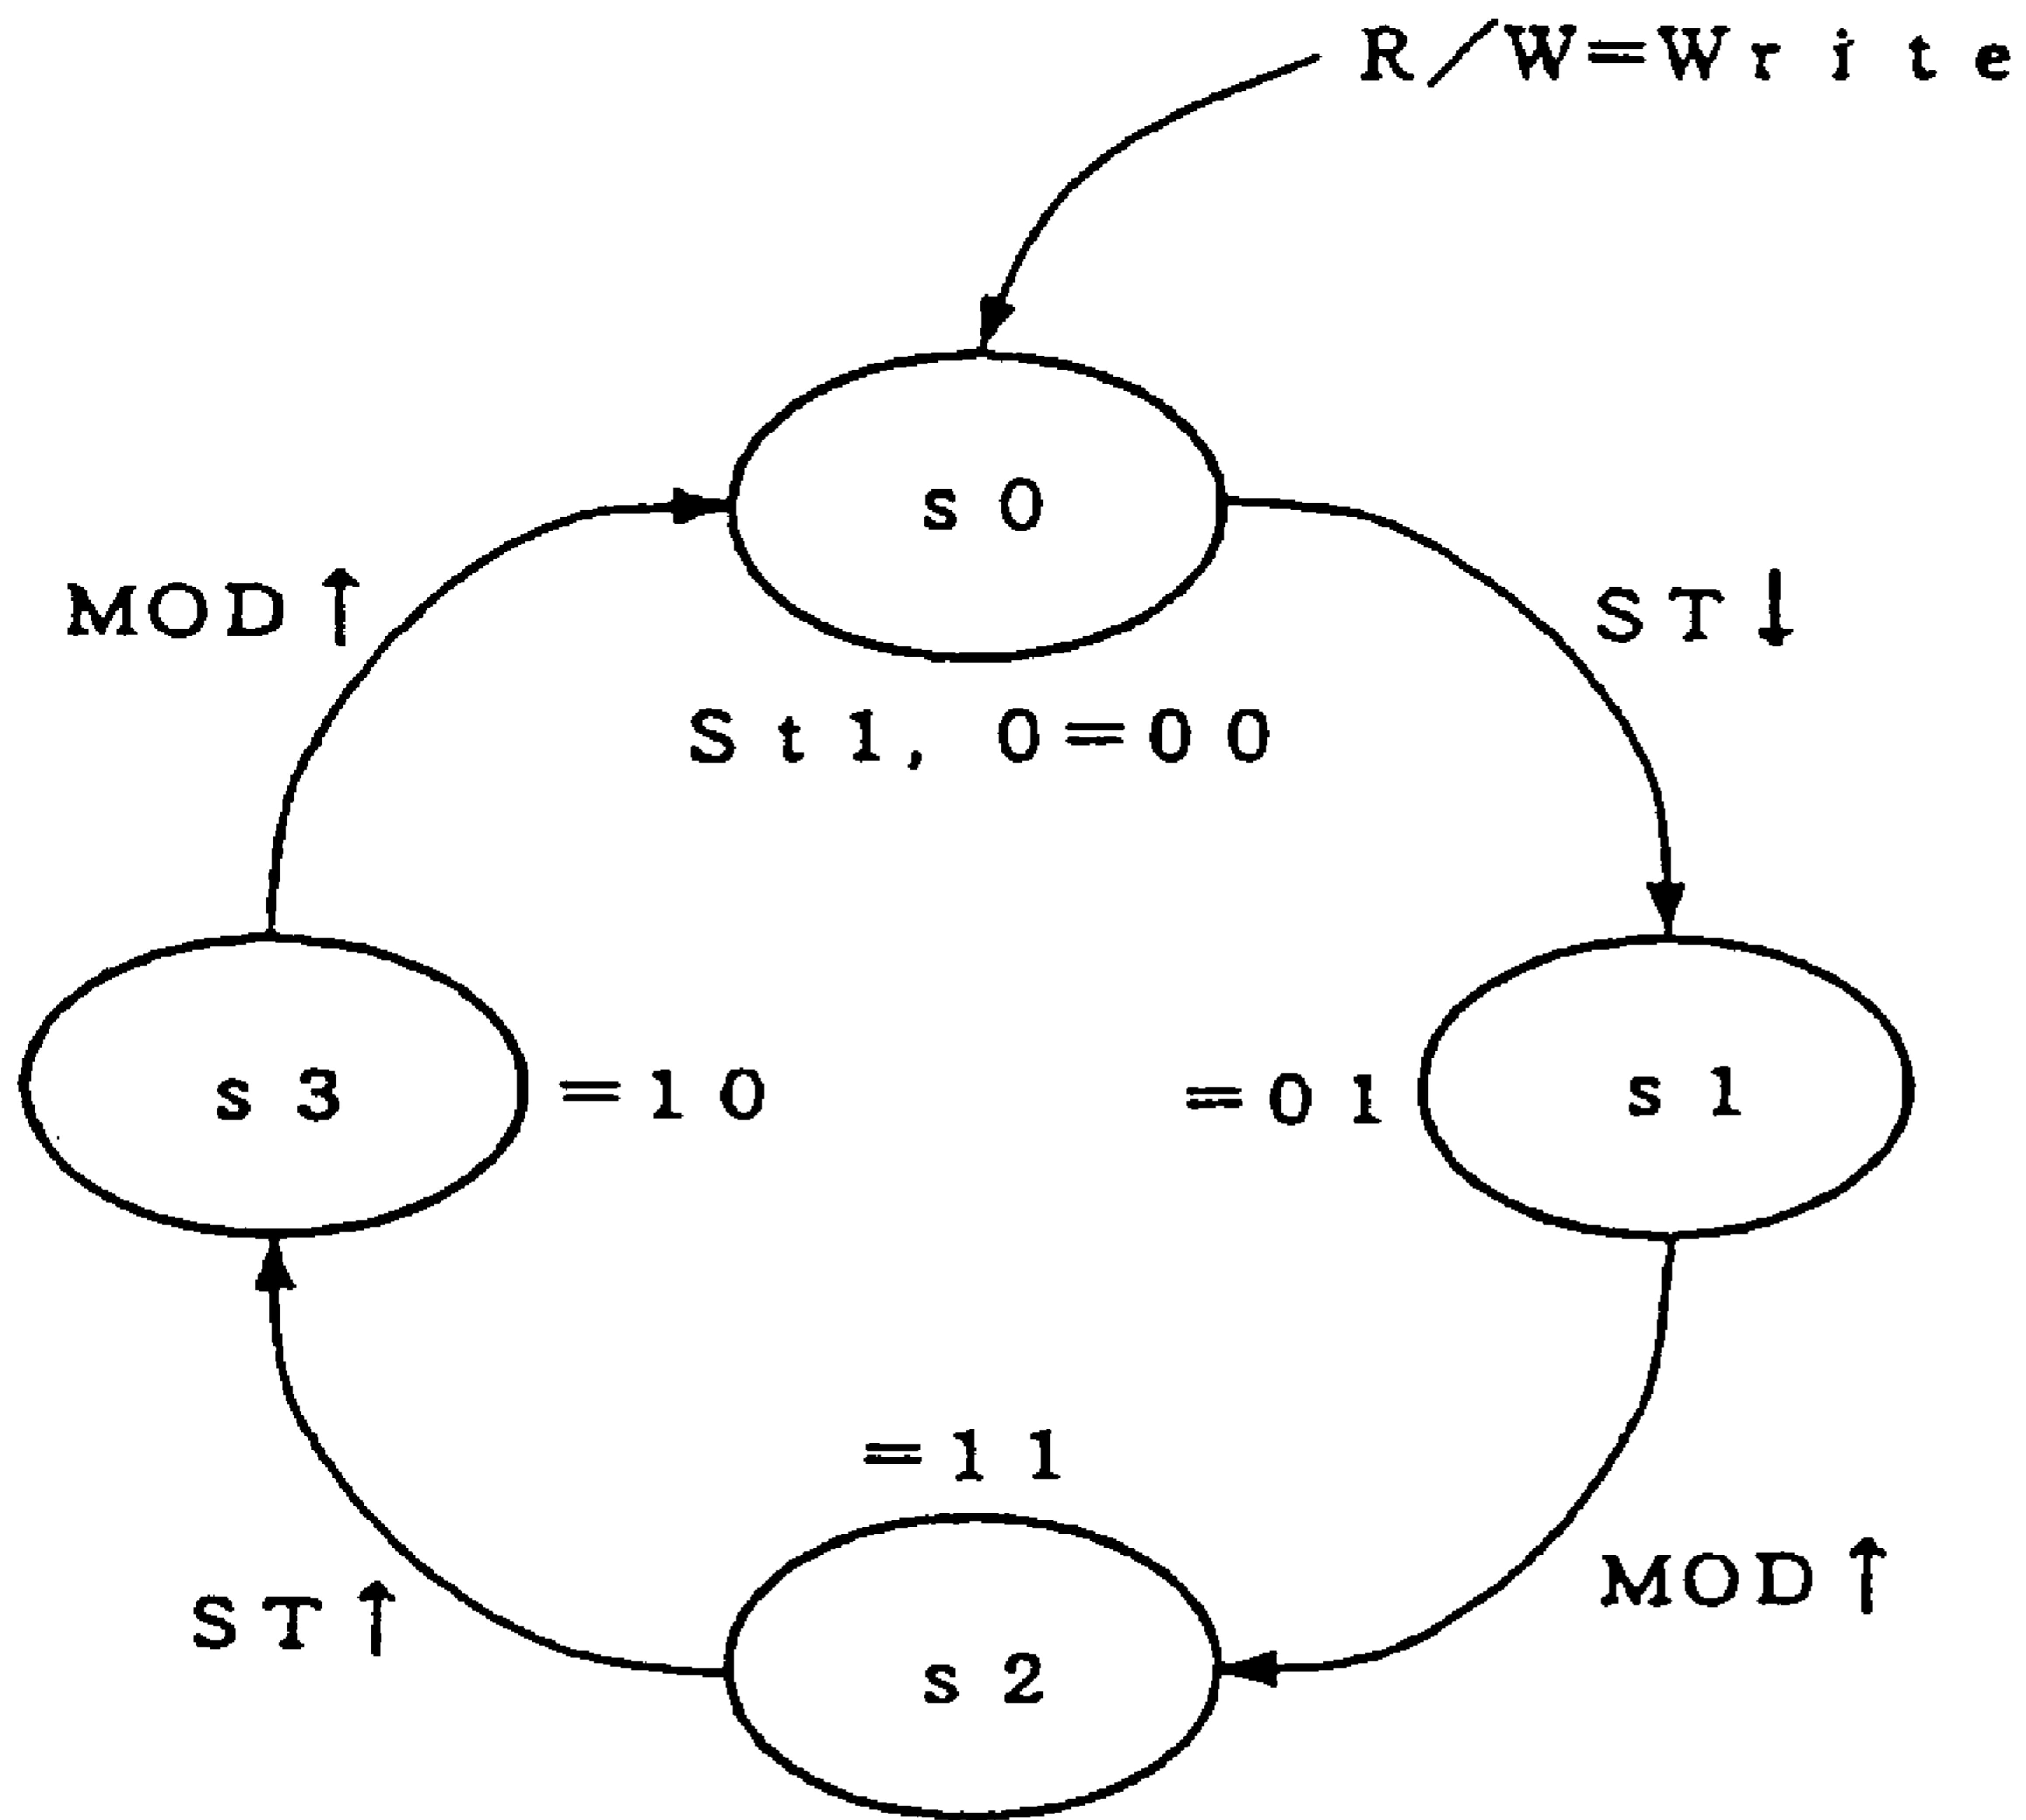 R/W=Write
s0
MOD↑
ST↓
St1, 0=00
s3
=10
=01
s1
=11
ST↑
MOD↑
s2